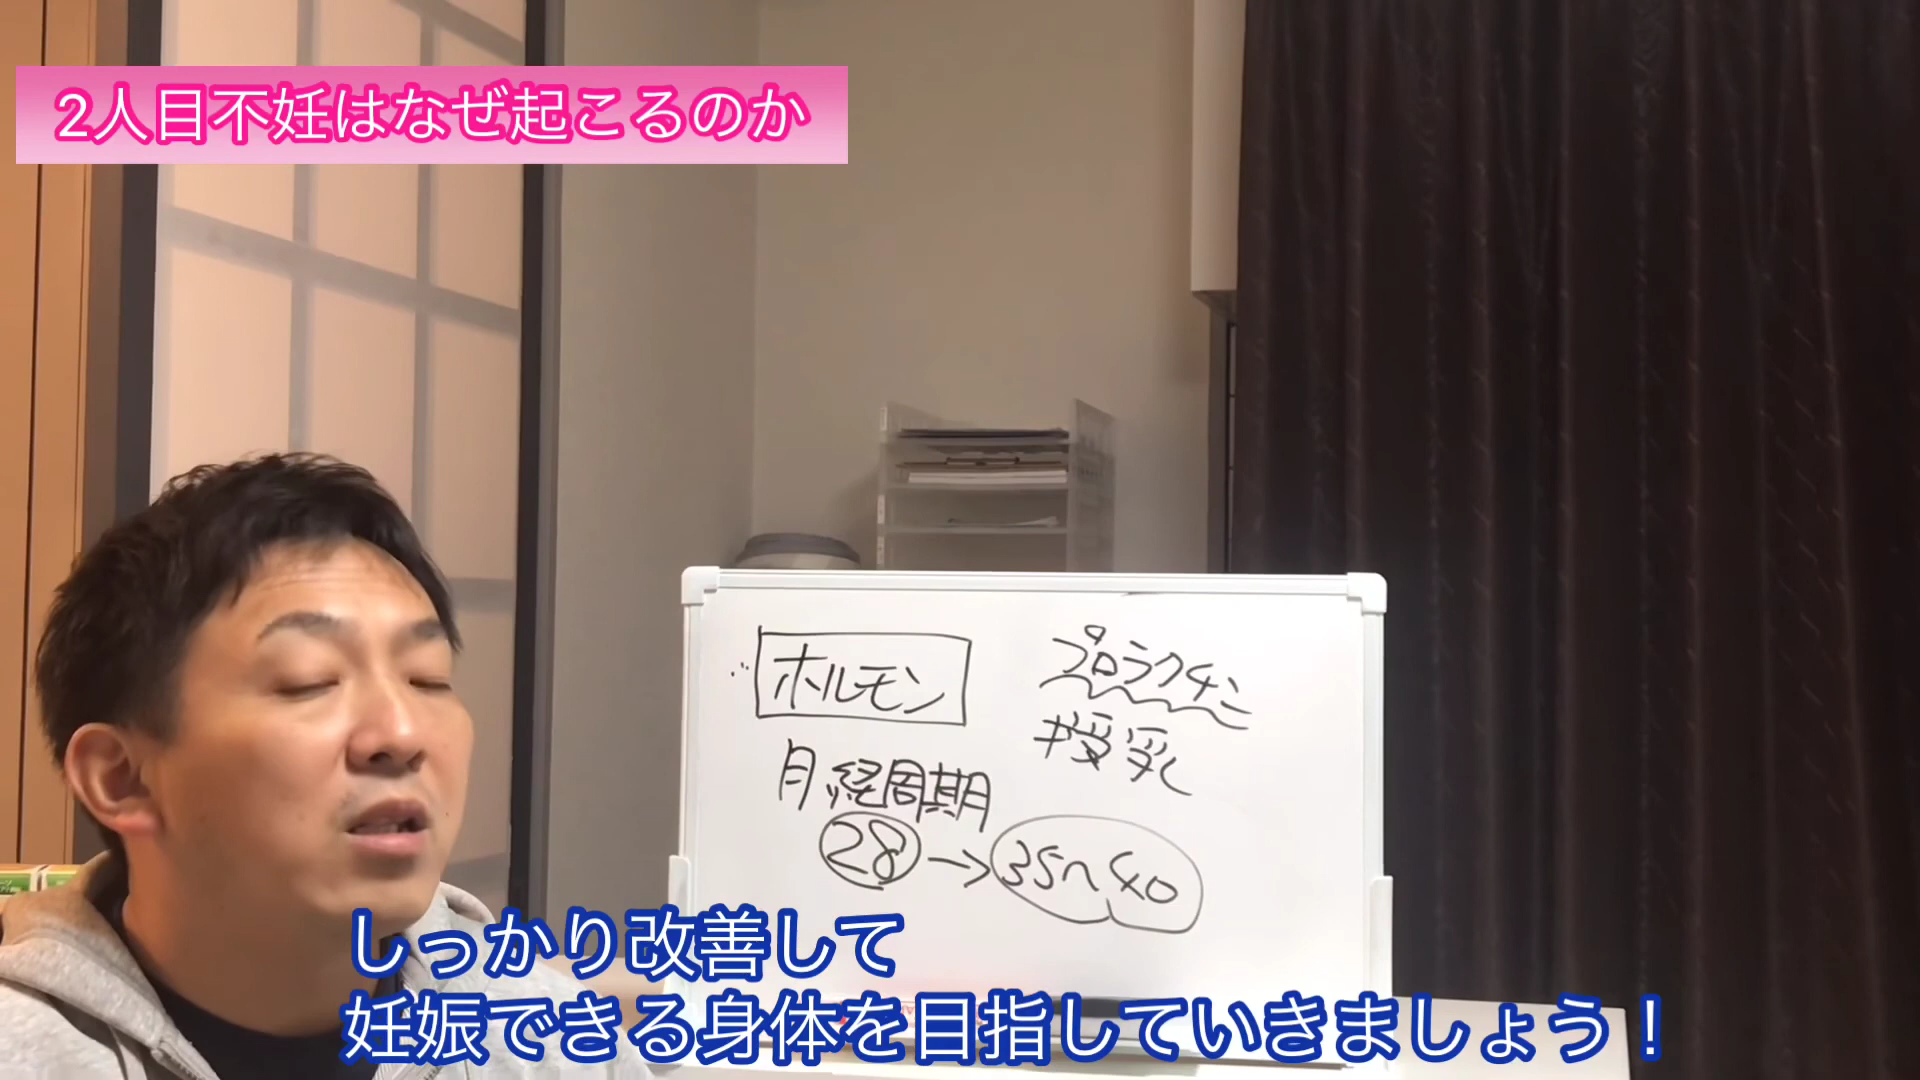 2人目不妊はなぜ起こるのか
ホルモン
プロラクチン
授乳
月経周期
28→35〜40
しっかり改善して
妊娠できる身体を目指していきましょう！